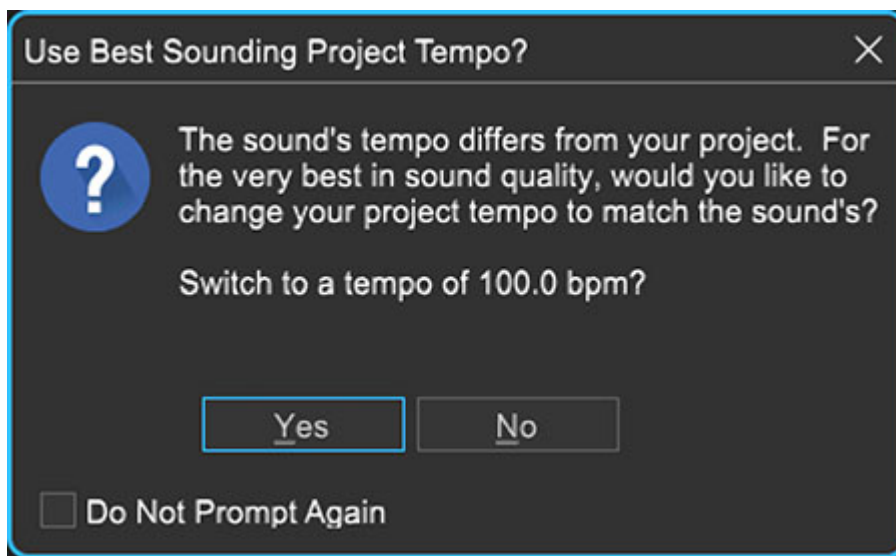 Use Best Sounding Project Tempo?
The sound's tempo differs from your project.  For
the very best in sound quality, would you like to
change your project tempo to match the sound's?
Switch to a tempo of 100.0 bpm?
Yes
No
Do Not Prompt Again